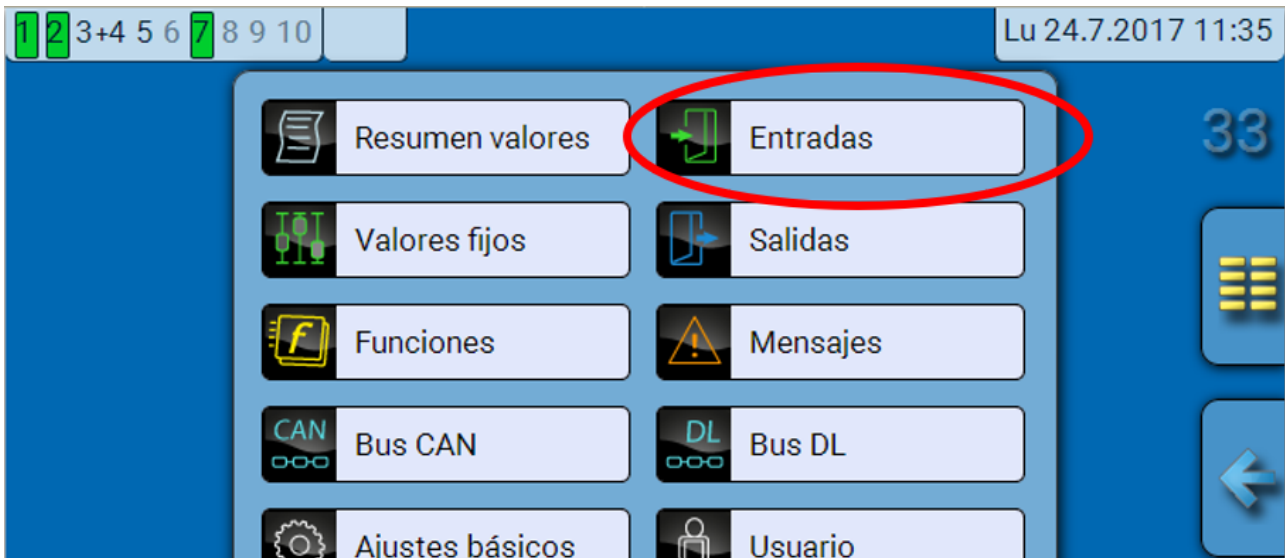 1 2 3+4 5 6 7 8 9 10
Lu 24.7.2017 11:35
Resumen valores
Entradas
33
Valores fijos
Salidas
f
Funciones
Mensajes
CAN
Bus CAN
DL
Bus DL
Ajustes básicos
Usuario